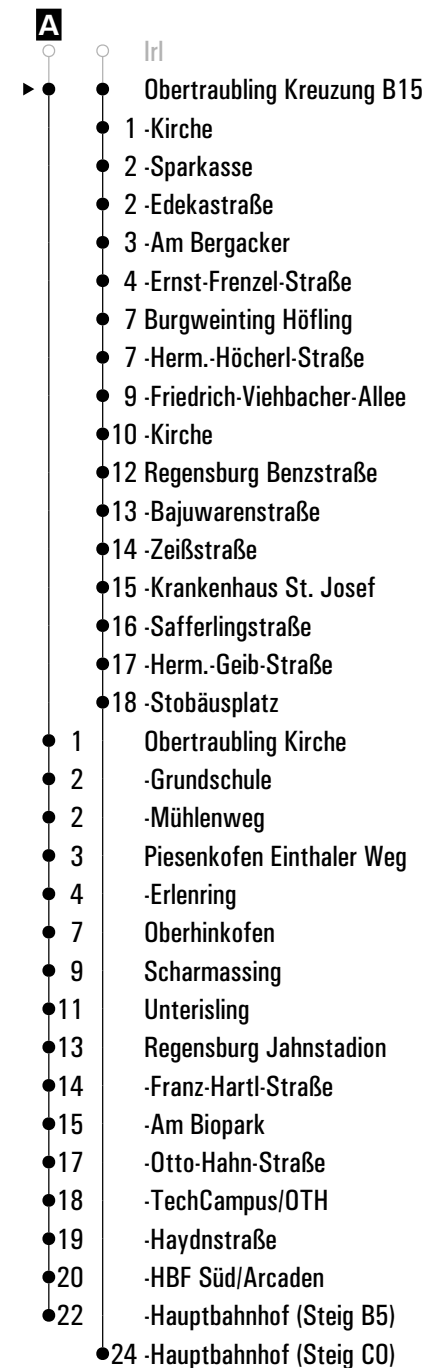 A
Irl
Obertraubling Kreuzung B15
1 -Kirche
2 -Sparkasse
2 -Edekastraße
3 -Am Bergacker
4 -Ernst-Frenzel-Straße
7 Burgweinting Höfling
7 -Herm.-Höcherl-Straße
9 -Friedrich-Viehbacher-Allee
10 -Kirche
12 Regensburg Benzstraße
13 -Bajuwarenstraße
14 -Zeißstraße
15 -Krankenhaus St. Josef
16 -Safferlingstraße
17 -Herm.-Geib-Straße
18 -Stobäusplatz
1 Obertraubling Kirche
2 -Grundschule
2 -Mühlenweg
3 Piesenkofen Einthaler Weg
4 -Erlenring
7 Oberhinkofen
9 Scharmassing
11 Unterisling
13 Regensburg Jahnstadion
14 -Franz-Hartl-Straße
15 -Am Biopark
17 -Otto-Hahn-Straße
18 -TechCampus/OTH
19 -Haydnstraße
20 -HBF Süd/Arcaden
22 -Hauptbahnhof (Steig B5)
24 -Hauptbahnhof (Steig C0)